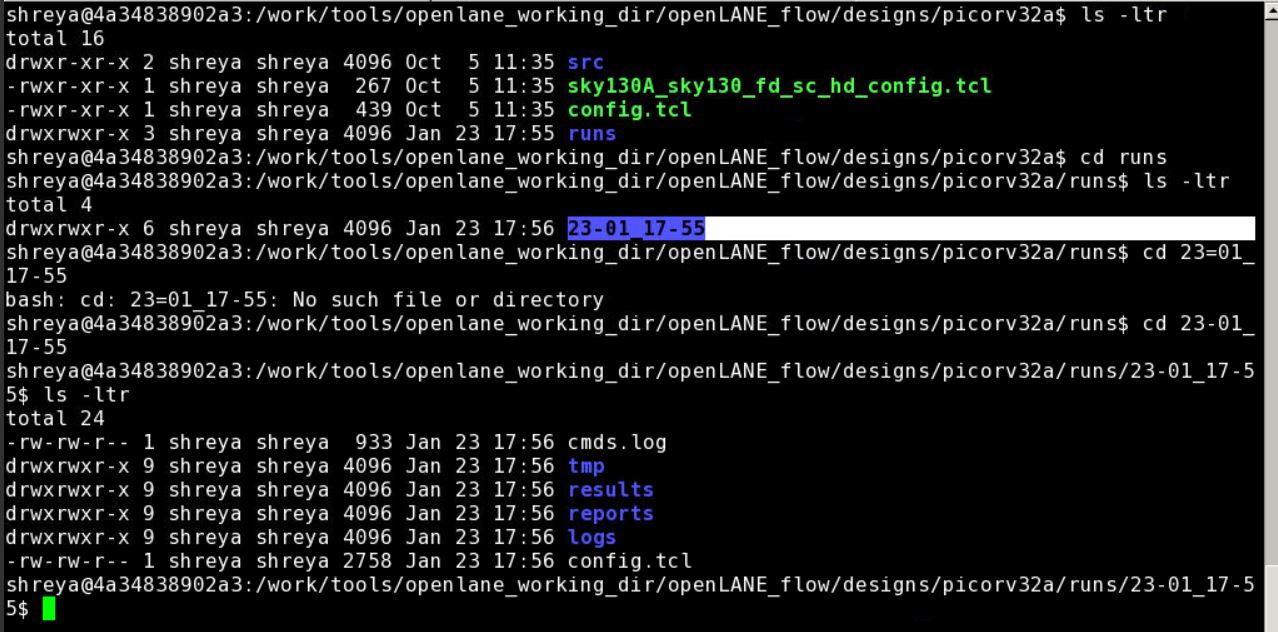 shreya@4a34838902a3:/work/tools/openlane_working_dir/openLANE_flow/designs/picorv32a$ ls -ltr
total 16
drwxr-xr-x 2 shreya shreya 4096 Oct  5 11:35 src
-rwxr-xr-x 1 shreya shreya  267 Oct  5 11:35 sky130A_sky130_fd_sc_hd_config.tcl
-rwxr-xr-x 1 shreya shreya  439 Oct  5 11:35 config.tcl
drwxrwxr-x 3 shreya shreya 4096 Jan 23 17:55 runs
shreya@4a34838902a3:/work/tools/openlane_working_dir/openLANE_flow/designs/picorv32a$ cd runs
shreya@4a34838902a3:/work/tools/openlane_working_dir/openLANE_flow/designs/picorv32a/runs$ ls -ltr
total 4
drwxrwxr-x 6 shreya shreya 4096 Jan 23 17:56 23-01_17-55
shreya@4a34838902a3:/work/tools/openlane_working_dir/openLANE_flow/designs/picorv32a/runs$ cd 23=01_
17-55
bash: cd: 23=01_17-55: No such file or directory
shreya@4a34838902a3:/work/tools/openlane_working_dir/openLANE_flow/designs/picorv32a/runs$ cd 23-01_
17-55
shreya@4a34838902a3:/work/tools/openlane_working_dir/openLANE_flow/designs/picorv32a/runs/23-01_17-5
5$ ls -ltr
total 24
-rw-rw-r-- 1 shreya shreya  933 Jan 23 17:56 cmds.log
drwxrwxr-x 9 shreya shreya 4096 Jan 23 17:56 tmp
drwxrwxr-x 9 shreya shreya 4096 Jan 23 17:56 results
drwxrwxr-x 9 shreya shreya 4096 Jan 23 17:56 reports
drwxrwxr-x 9 shreya shreya 4096 Jan 23 17:56 logs
-rw-rw-r-- 1 shreya shreya 2758 Jan 23 17:56 config.tcl
shreya@4a34838902a3:/work/tools/openlane_working_dir/openLANE_flow/designs/picorv32a/runs/23-01_17-5
5$